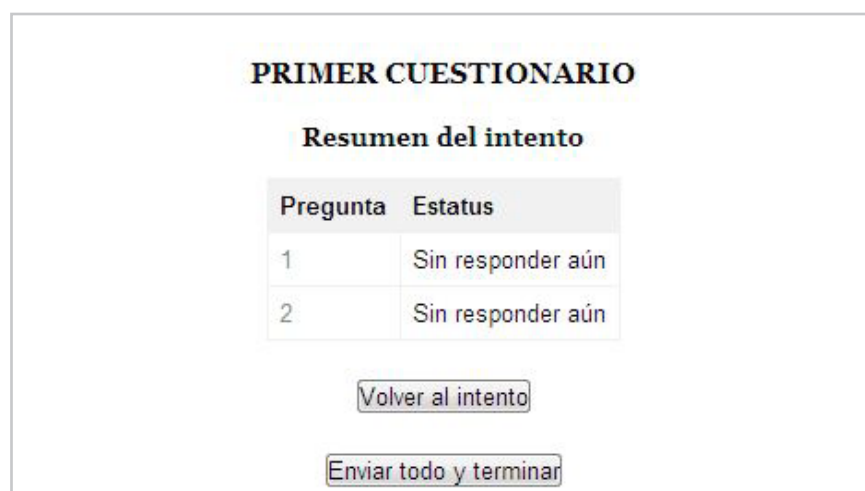 PRIMER CUESTIONARIO
Resumen del intento
Pregunta Estatus
1 Sin responder aún
2 Sin responder aún
Volver al intento
Enviar todo y terminar